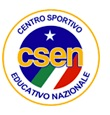 CENTRO SPORTIVO
csen
EDUCATIVO NAZIONALE